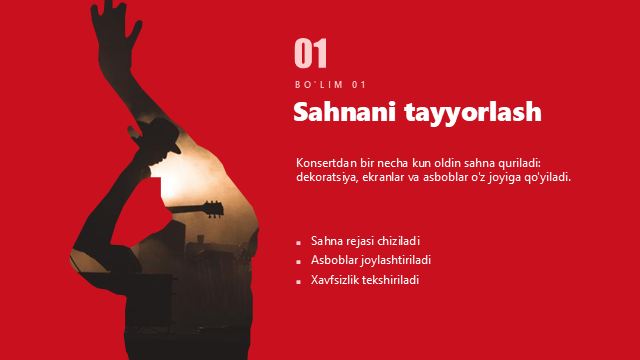 01
BO'LIM 01
Sahnani tayyorlash
Konsertdan bir necha kun oldin sahna quriladi:
dekoratsiya, ekranlar va asboblar o'z joyiga qo'yiladi.
Sahna rejasi chiziladi
Asboblar joylashtiriladi
Xavfsizlik tekshiriladi